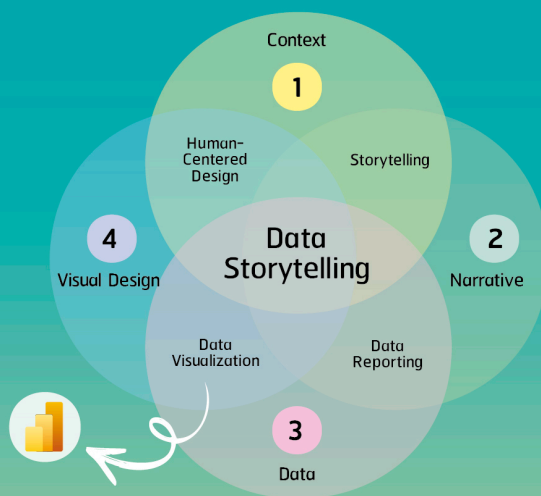 Context
1
Human-
Centered
Design
Storytelling
4
Visual Design
Data
Storytelling
2
Narrative
Data
Visualization
Data
Reporting
3
Data